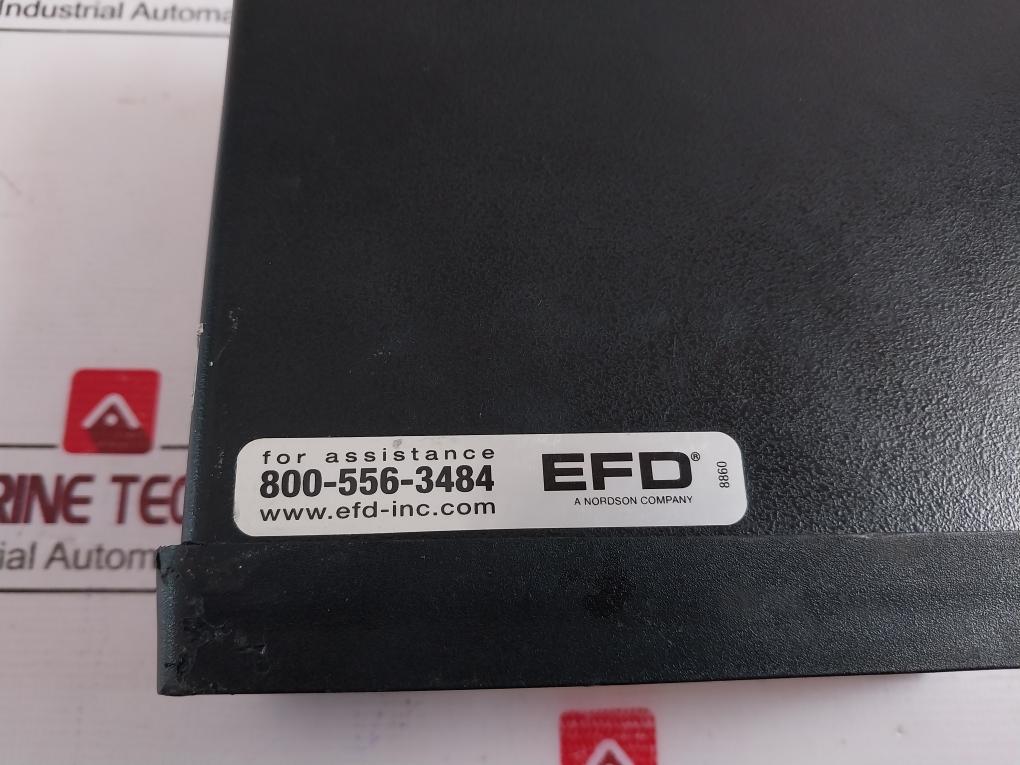 Industrial Automa
for assistance
800-556-3484
www.efd-inc.com
EFD®
A NORDSON COMPANY
8860
RINE TEC
ial Autom